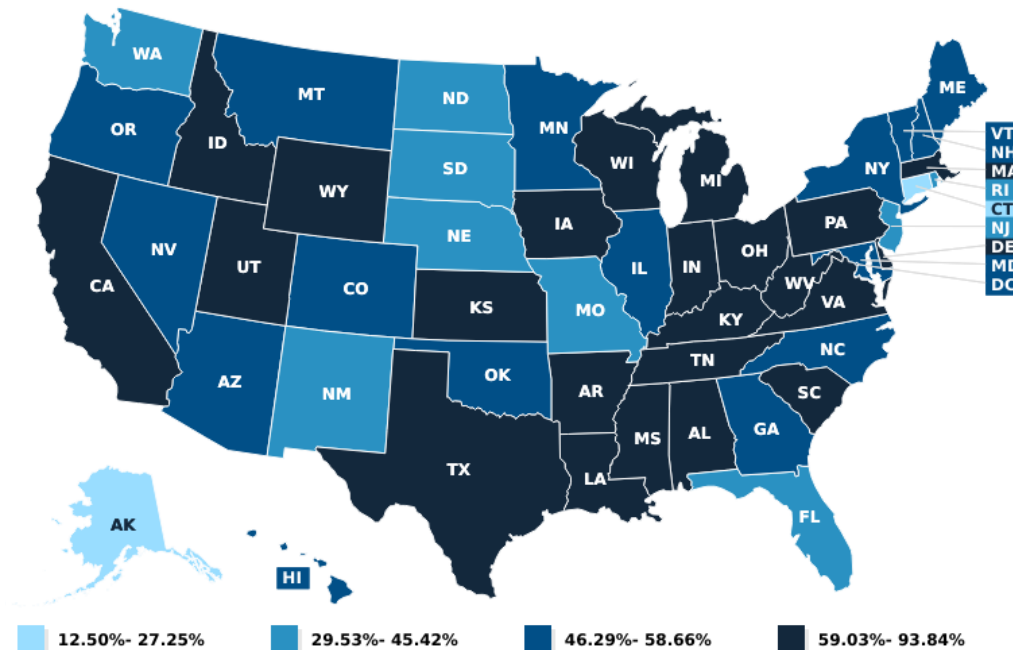 WA
ME
MT
ND
OR
MN
VT
ID
NH
WI
NY
MA
SD
MI
RI
WY
CT
PA
IA
NJ
NE
DE
NV
OH
UT
IN
IL
MD
CA
CO
WV
DC
KS
VA
MO
KY
NC
TN
OK
AZ
AR
NM
SC
GA
MS
AL
TX
LA
FL
AK
HI
12.50%- 27.25%
29.53%- 45.42%
46.29%- 58.66%
59.03%- 93.84%